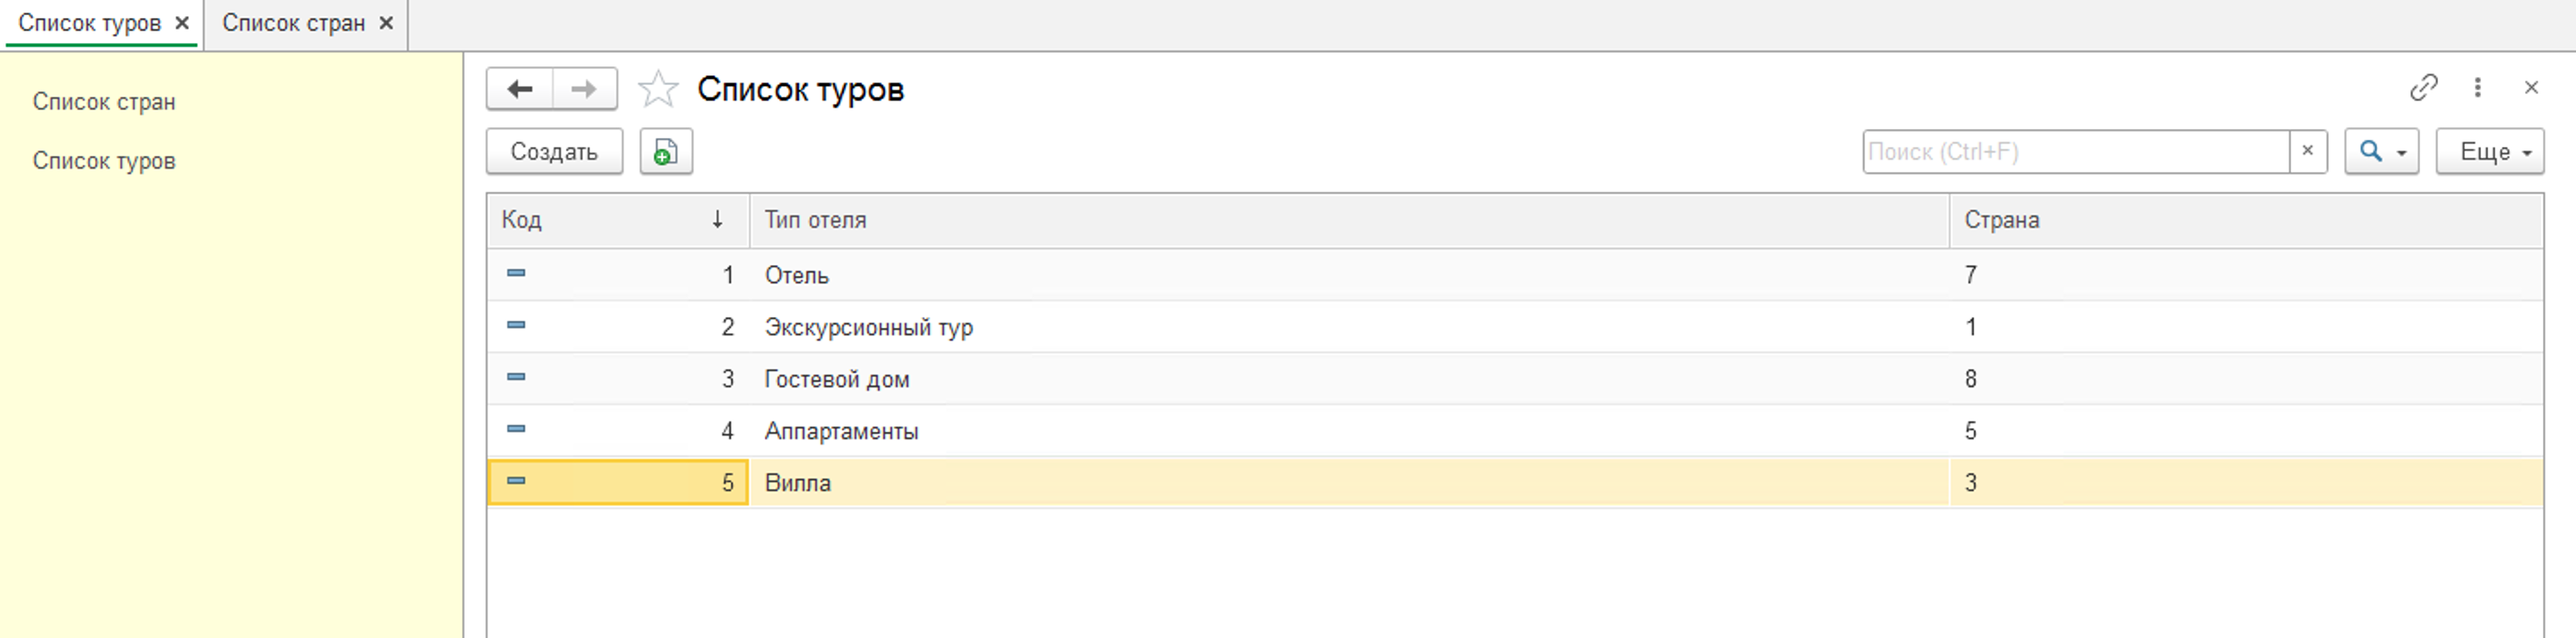 Список туров × Список стран ×
Список стран
Список туров
Список туров
Создать
Поиск (Ctrl+F)
Еще
Код Тип отеля Страна
1 Отель 7
2 Экскурсионный тур 1
3 Гостевой дом 8
4 Аппартаменты 5
5 Вилла 3